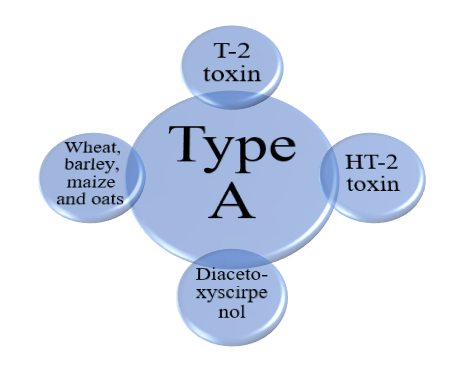 T-2
toxin
Type
A
Wheat,
barley,
maize
and oats
HT-2
toxin
Diaceto-
xyscirpe
nol